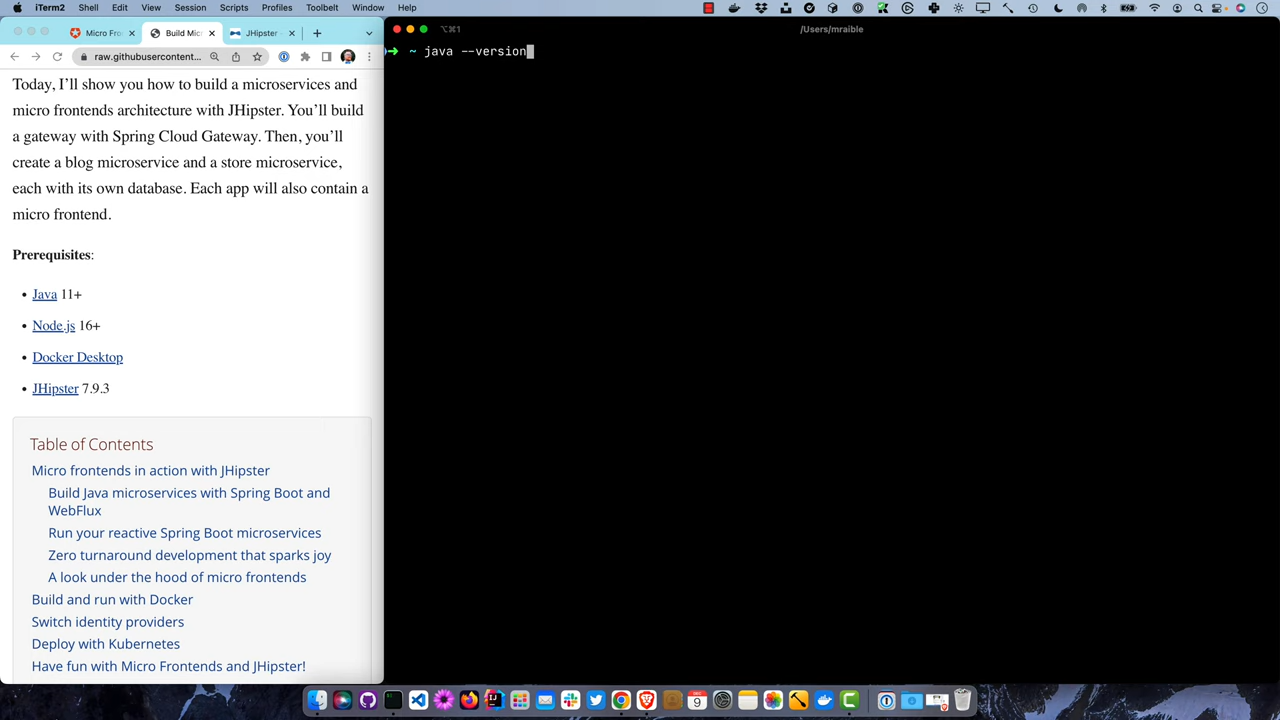 iTerm2 Shell Edit View Session Scripts Profiles Toolbelt Window Help
Micro Fro
Build Mic
JHipster -
raw.githubusercontent...
Today, I'll show you how to build a microservices and
micro frontends architecture with JHipster. You'll build
a gateway with Spring Cloud Gateway. Then, you'll
create a blog microservice and a store microservice,
each with its own database. Each app will also contain a
micro frontend.
Prerequisites:
• Java 11+
• Node.js 16+
• Docker Desktop
• JHipster 7.9.3
Table of Contents
Micro frontends in action with JHipster
Build Java microservices with Spring Boot and
WebFlux
Run your reactive Spring Boot microservices
Zero turnaround development that sparks joy
A look under the hood of micro frontends
Build and run with Docker
Switch identity providers
Deploy with Kubernetes
Have fun with Micro Frontends and JHipster!
⌥⌘1
/Users/mraible
➜ ~ java --version
9